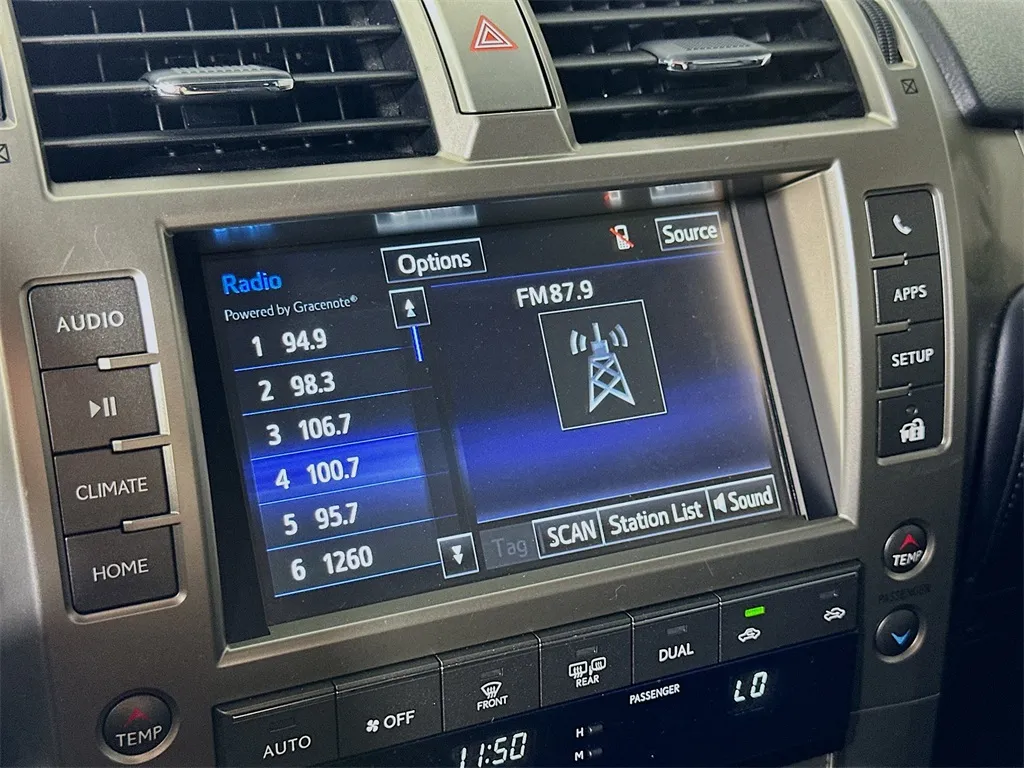 Radio
Powered by Gracenote®
Options
Source
FM87.9
1 94.9
2 98.3
3 106.7
4 100.7
5 95.7
6 1260
Tag
SCAN
Station List
Sound
AUDIO
CLIMATE
HOME
APPS
SETUP
TEMP
PASSENGER
TEMP
AUTO
OFF
FRONT
REAR
DUAL
PASSENGER
LO
11:50
H
M